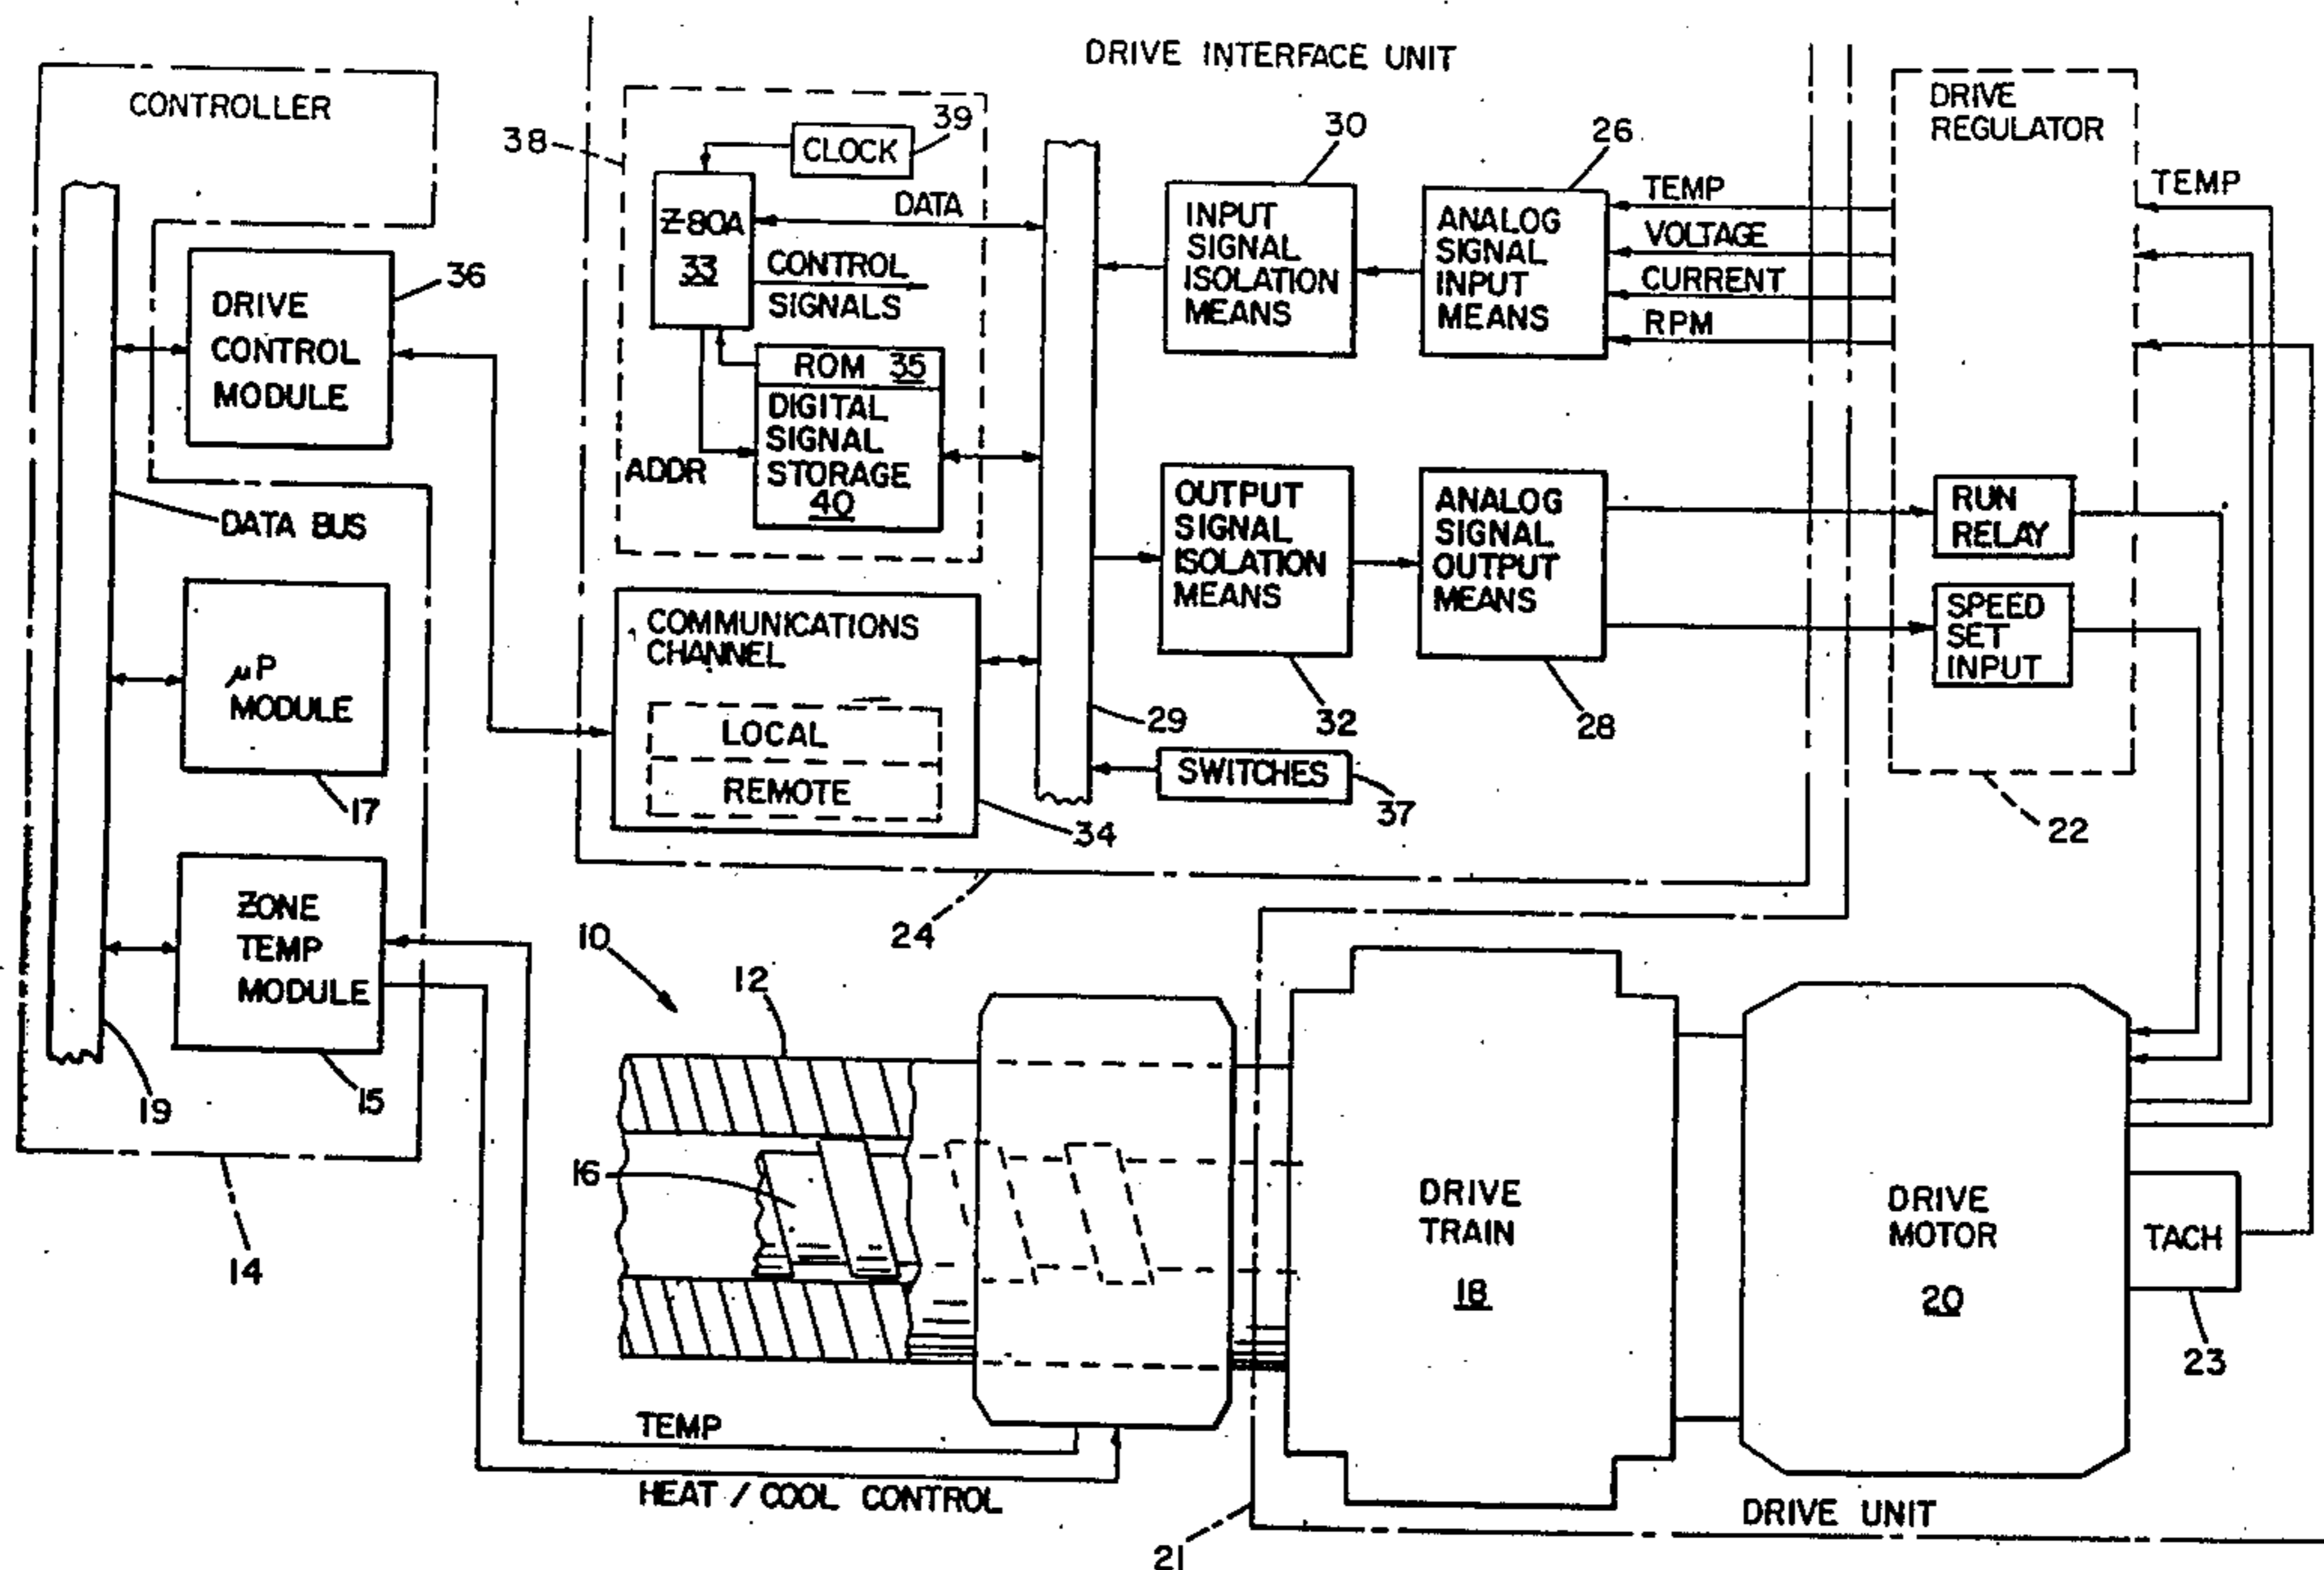 DRIVE INTERFACE UNIT
CONTROLLER
36
DRIVE
CONTROL
MODULE
DATA BUS
μP
MODULE
17
ZONE
TEMP
MODULE
15
19
14
38
CLOCK
39
Z80A
33
DATA
CONTROL
SIGNALS
ROM 35
DIGITAL
SIGNAL
STORAGE
40
ADDR
COMMUNICATIONS
CHANNEL
LOCAL
REMOTE
34
29
SWITCHES
37
30
INPUT
SIGNAL
ISOLATION
MEANS
26
ANALOG
SIGNAL
INPUT
MEANS
TEMP
VOLTAGE
CURRENT
RPM
OUTPUT
SIGNAL
ISOLATION
MEANS
32
ANALOG
SIGNAL
OUTPUT
MEANS
28
DRIVE
REGULATOR
TEMP
RUN
RELAY
SPEED
SET
INPUT
22
24
10
12
16
TEMP
HEAT / COOL CONTROL
DRIVE
TRAIN
18
DRIVE
MOTOR
20
TACH
23
DRIVE UNIT
21